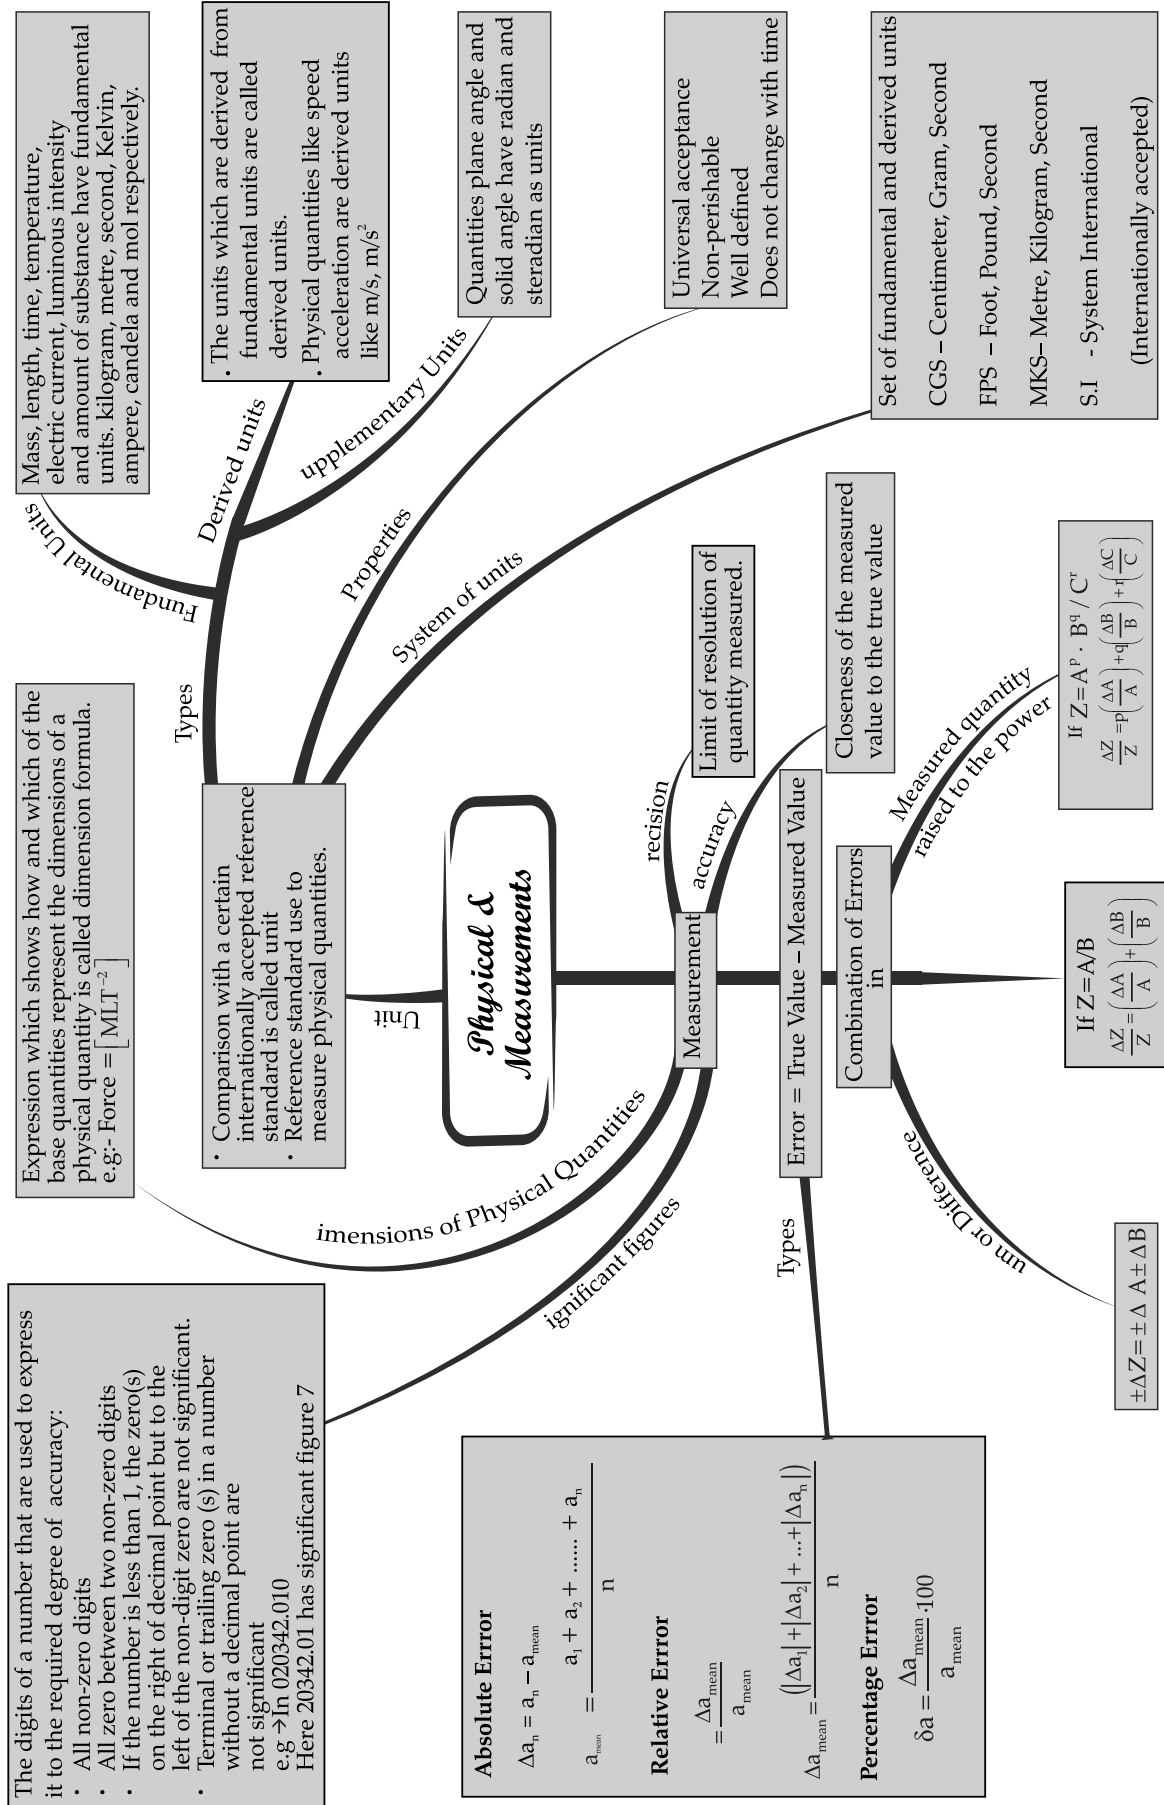 Physical &
Measurements
Unit
• Comparison with a certain
internationally accepted reference
standard is called unit
• Reference standard use to
measure physical quantities.
Types
Fundamental Units
Mass, length, time, temperature,
electric current, luminous intensity
and amount of substance have fundamental
units. kilogram, metre, second, Kelvin,
ampere, candela and mol respectively.
Derived units
• The units which are derived from
fundamental units are called
derived units.
• Physical quantities like speed
acceleration are derived units
like m/s, m/s²
upplementary Units
Quantities plane angle and
solid angle have radian and
steradian as units
Properties
Universal acceptance
Non-perishable
Well defined
Does not change with time
System of units
Set of fundamental and derived units
CGS – Centimeter, Gram, Second
FPS – Foot, Pound, Second
MKS– Metre, Kilogram, Second
S.I - System International
(Internationally accepted)
Measurement
recision
Limit of resolution of
quantity measured.
accuracy
Closeness of the measured
value to the true value
imensions of Physical Quantities
Expression which shows how and which of the
base quantities represent the dimensions of a
physical quantity is called dimension formula.
e.g:- Force = [MLT⁻²]
ignificant figures
The digits of a number that are used to express
it to the required degree of accuracy:
• All non-zero digits
• All zero between two non-zero digits
• If the number is less than 1, the zero(s)
on the right of decimal point but to the
left of the non-digit zero are not significant.
• Terminal or trailing zero (s) in a number
without a decimal point are
not significant
e.g →In 020342.010
Here 20342.01 has significant figure 7
Error = True Value – Measured Value
Types
Absolute Error
Δaₙ = aₙ – a_mean
a_mean = (a₁ + a₂ + ...... + aₙ) / n
Relative Errror
= Δa_mean / a_mean
Δa_mean = (|Δa₁|+|Δa₂|+...+|Δaₙ|) / n
Percentage Errror
δa = Δa_mean / a_mean ·100
Combination of Errors
in
um or Difference
±ΔZ=±Δ A±ΔB
If Z=A/B
ΔZ/Z = (ΔA/A) + (ΔB/B)
Measured quantity
raised to the power
If Z=A^p · B^q / C^r
ΔZ/Z =p(ΔA/A)+q(ΔB/B)+r(ΔC/C)